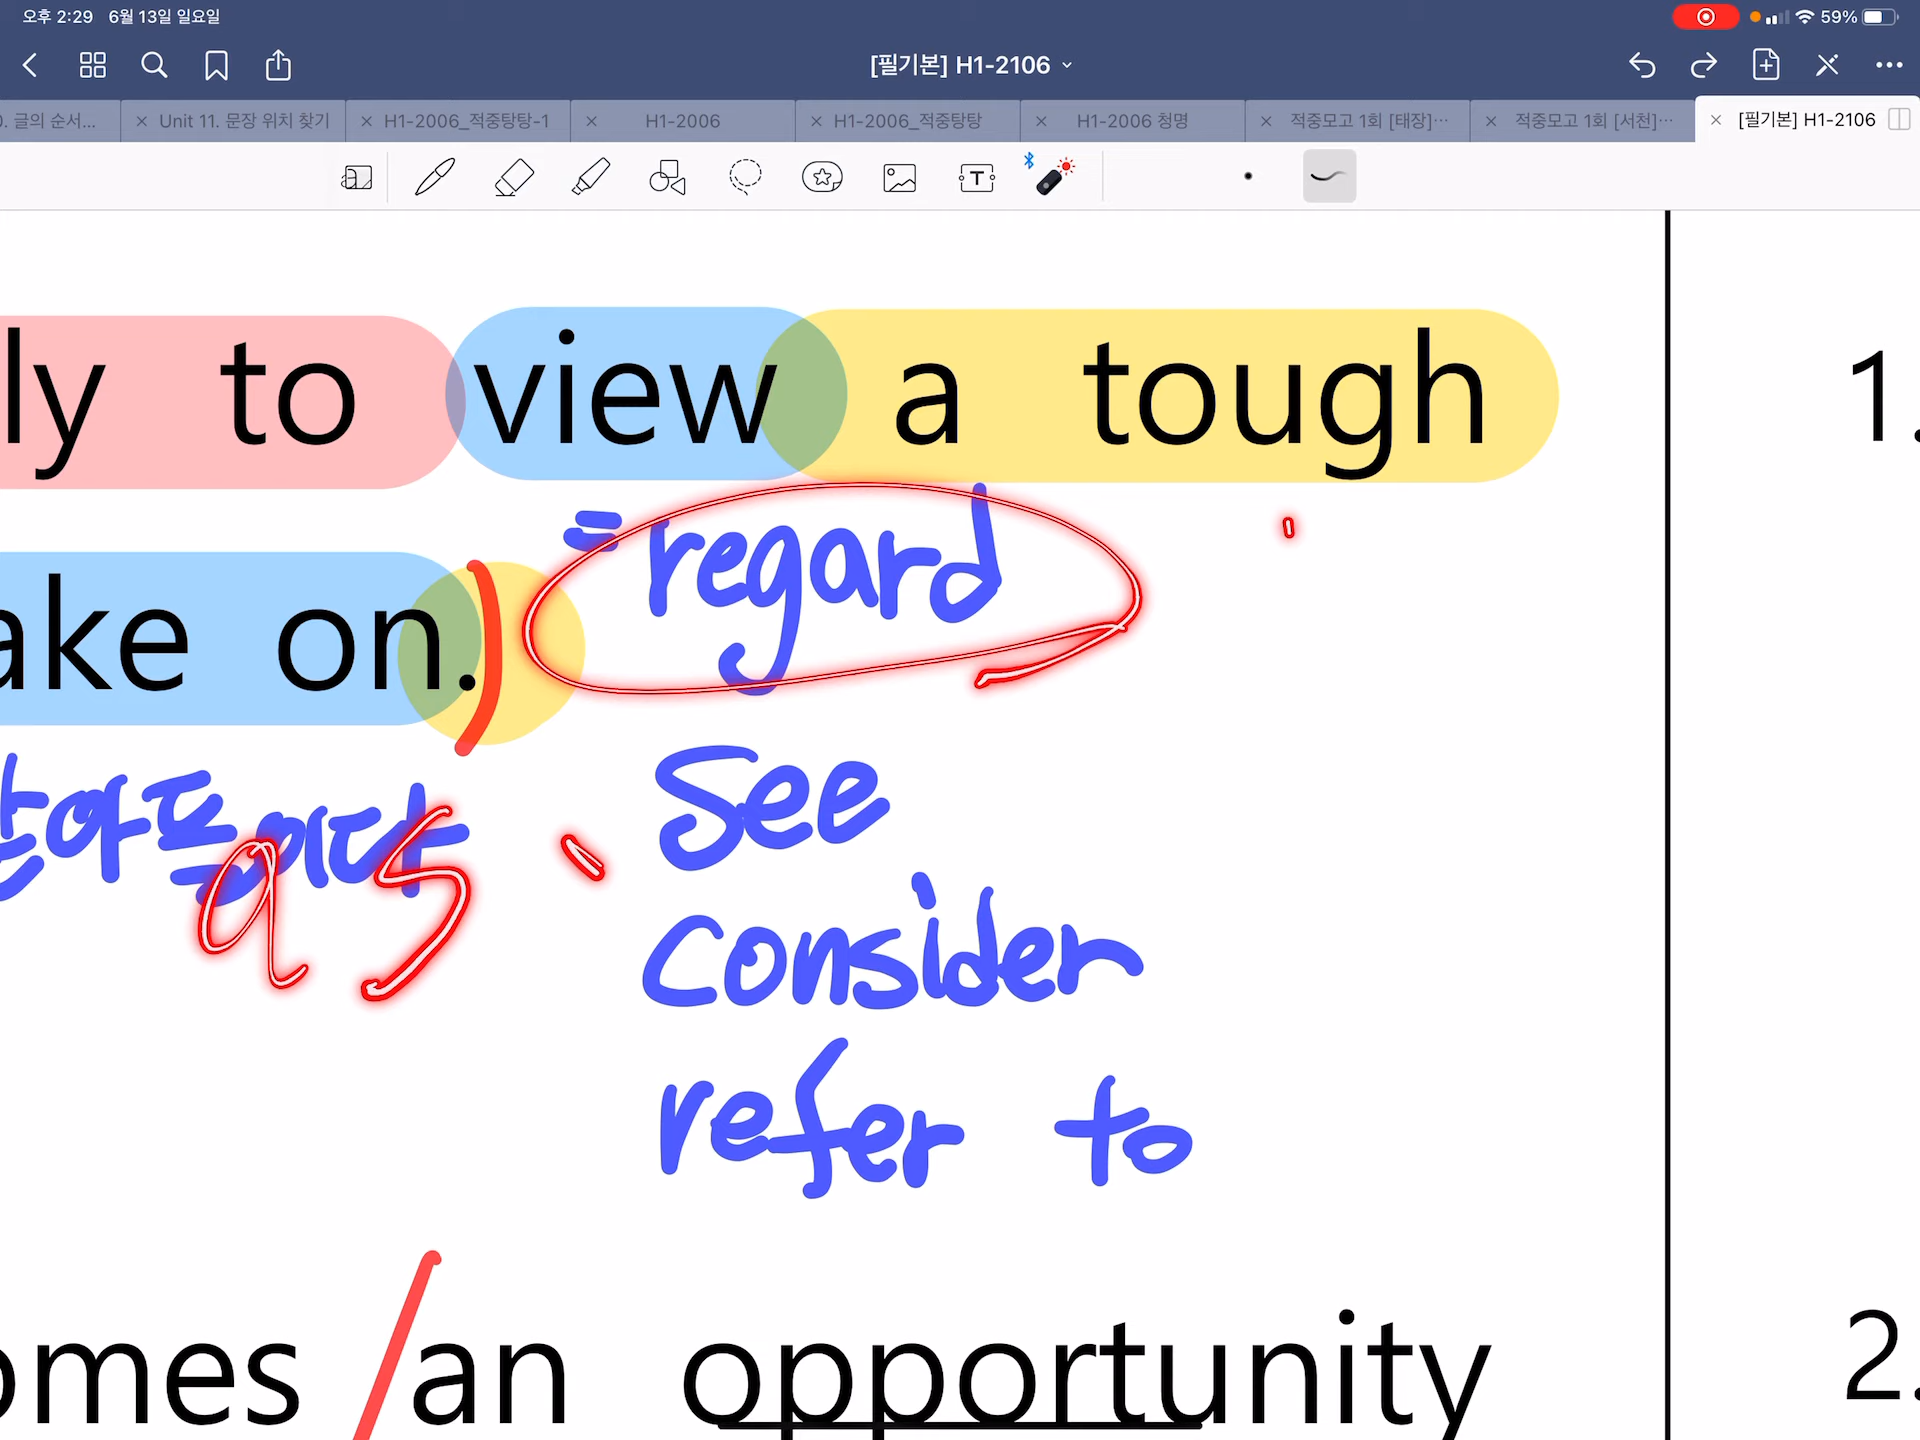 오후 2:29 6월 13일 일요일
59%
[필기본] H1-2106
0. 글의 순서...
Unit 11. 문장 위치 찾기
H1-2006_적중탕탕-1
H1-2006
H1-2006_적중탕탕
H1-2006 청명
적중모고 1회 [태장]...
적중모고 1회 [서천]...
[필기본] H1-2106
ly to view a tough
1.
= regard
ake on.)
받아들이다
as
see
consider
refer to
omes / an opportunity
2.